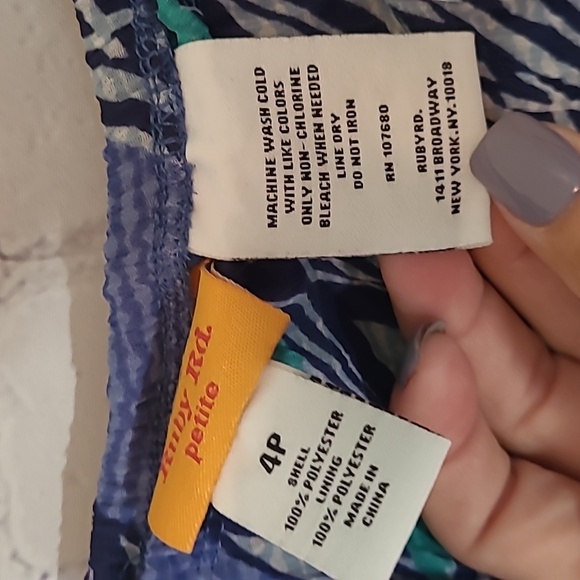 MACHINE WASH COLD
WITH LIKE COLORS
ONLY NON-CHLORINE
BLEACH WHEN NEEDED
LINE DRY
DO NOT IRON
RN 107680
RUBYRD.
1411 BROADWAY
NEW YORK.NY.10018
Ruby Rd.
petite
4P
SHELL
100% POLYESTER
LINING
100% POLYESTER
MADE IN
CHINA